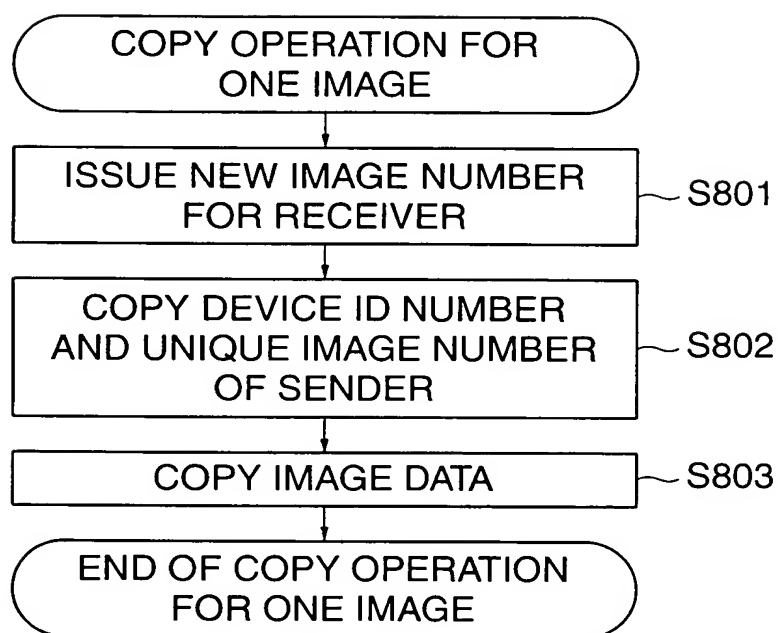 COPY OPERATION FOR
ONE IMAGE
ISSUE NEW IMAGE NUMBER
FOR RECEIVER
S801
COPY DEVICE ID NUMBER
AND UNIQUE IMAGE NUMBER
OF SENDER
S802
COPY IMAGE DATA
S803
END OF COPY OPERATION
FOR ONE IMAGE